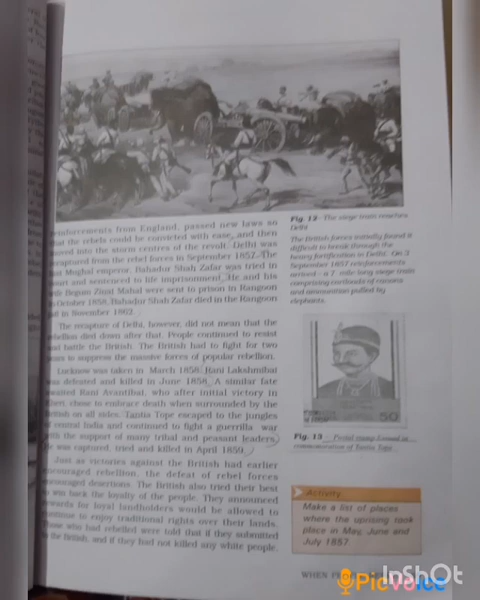 reinforcements from England, passed new laws so
that the rebels could be convicted with ease, and then
moved into the storm centres of the revolt. Delhi was
recaptured from the rebel forces in September 1857. The
last Mughal emperor, Bahadur Shah Zafar was tried in
court and sentenced to life imprisonment. He and his
wife Begum Zinat Mahal were sent to prison in Rangoon
in October 1858. Bahadur Shah Zafar died in the Rangoon
jail in November 1862.
The recapture of Delhi, however, did not mean that the
rebellion died down after that. People continued to resist
and battle the British. The British had to fight for two
years to suppress the massive forces of popular rebellion.
Lucknow was taken in March 1858. Rani Lakshmibai
was defeated and killed in June 1858. A similar fate
awaited Rani Avantibai, who after initial victory in
Kheri, chose to embrace death when surrounded by the
British on all sides. Tantia Tope escaped to the jungles
of central India and continued to fight a guerrilla war
with the support of many tribal and peasant leaders.
He was captured, tried and killed in April 1859.
Just as victories against the British had earlier
encouraged rebellion, the defeat of rebel forces
encouraged desertions. The British also tried their best
to win back the loyalty of the people. They announced
rewards for loyal landholders would be allowed to
continue to enjoy traditional rights over their lands.
Those who had rebelled were told that if they submitted
to the British, and if they had not killed any white people,
Fig. 12 – The siege train reaches
Delhi
The British forces initially found it
difficult to break through the
heavy fortification in Delhi. On 3
September 1857 reinforcements
arrived – a 7-mile-long siege train
comprising cartloads of canons
and ammunition pulled by
elephants.
50
Fig. 13 – Postal stamp issued in
commemoration of Tantia Tope
Activity
Make a list of places
where the uprising took
place in May, June and
July 1857.
WHEN
InShOt
Picvoice